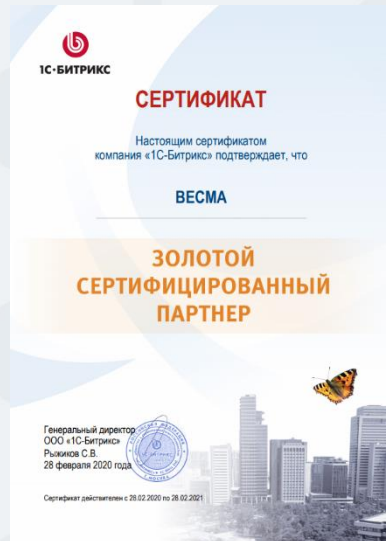 1С·БИТРИКС
СЕРТИФИКАТ
Настоящим сертификатом
компания «1С-Битрикс» подтверждает, что
ВЕСМА
ЗОЛОТОЙ
СЕРТИФИЦИРОВАННЫЙ
ПАРТНЕР
Генеральный директор
ООО «1С-Битрикс»
Рыжиков С.В.
28 февраля 2020 года
Сертификат действителен с 28.02.2020 по 28.02.2021